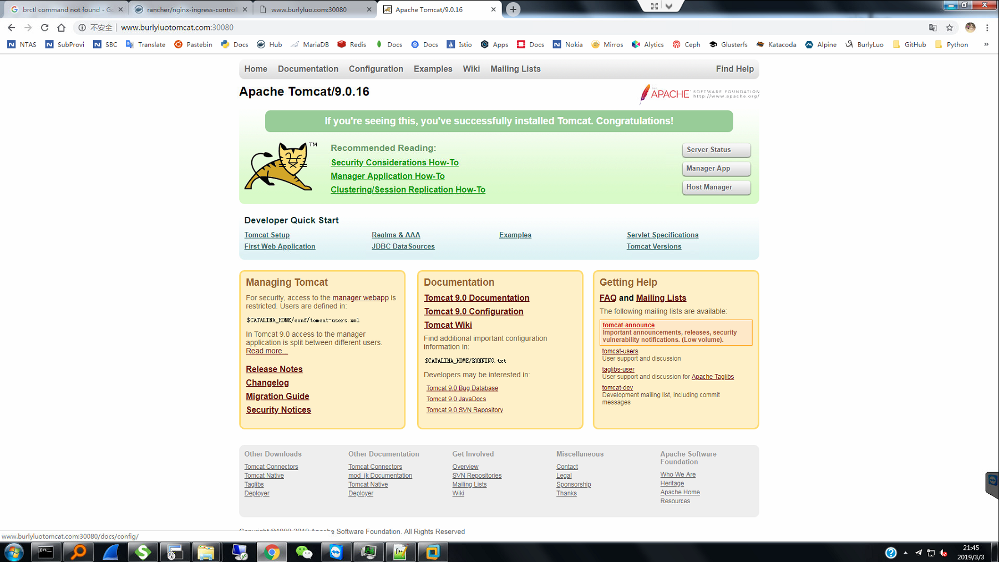 brctl command not found - Go
rancher/nginx-ingress-controll
www.burlyluo.com:30080
Apache Tomcat/9.0.16
不安全
www.burlyluotomcat.com:30080
NTAS SubProvi SBC Translate Pastebin Docs Hub MariaDB Redis Docs Docs Istio Apps Docs Nokia Mirros Alytics Ceph Glusterfs Katacoda Alpine BurlyLuo GitHub Python »
Home Documentation Configuration Examples Wiki Mailing Lists Find Help
Apache Tomcat/9.0.16
THE
APACHE SOFTWARE FOUNDATION
http://www.apache.org/
If you're seeing this, you've successfully installed Tomcat. Congratulations!
TM
Recommended Reading:
Security Considerations How-To
Manager Application How-To
Clustering/Session Replication How-To
Server Status
Manager App
Host Manager
Developer Quick Start
Tomcat Setup
First Web Application
Realms & AAA
JDBC DataSources
Examples
Servlet Specifications
Tomcat Versions
Managing Tomcat
For security, access to the manager webapp is
restricted. Users are defined in:
$CATALINA_HOME/conf/tomcat-users.xml
In Tomcat 9.0 access to the manager
application is split between different users.
Read more...
Release Notes
Changelog
Migration Guide
Security Notices
Documentation
Tomcat 9.0 Documentation
Tomcat 9.0 Configuration
Tomcat Wiki
Find additional important configuration
information in:
$CATALINA_HOME/RUNNING.txt
Developers may be interested in:
Tomcat 9.0 Bug Database
Tomcat 9.0 JavaDocs
Tomcat 9.0 SVN Repository
Getting Help
FAQ and Mailing Lists
The following mailing lists are available:
tomcat-announce
Important announcements, releases, security
vulnerability notifications. (Low volume).
tomcat-users
User support and discussion
taglibs-user
User support and discussion for Apache Taglibs
tomcat-dev
Development mailing list, including commit
messages
Other Downloads
Tomcat Connectors
Tomcat Native
Taglibs
Deployer
Other Documentation
Tomcat Connectors
mod_jk Documentation
Tomcat Native
Deployer
Get Involved
Overview
SVN Repositories
Mailing Lists
Wiki
Miscellaneous
Contact
Legal
Sponsorship
Thanks
Apache Software
Foundation
Who We Are
Heritage
Apache Home
Resources
Copyright ©1999-2019 Apache Software Foundation. All Rights Reserved
www.burlyluotomcat.com:30080/docs/config/
21:45
2019/3/3